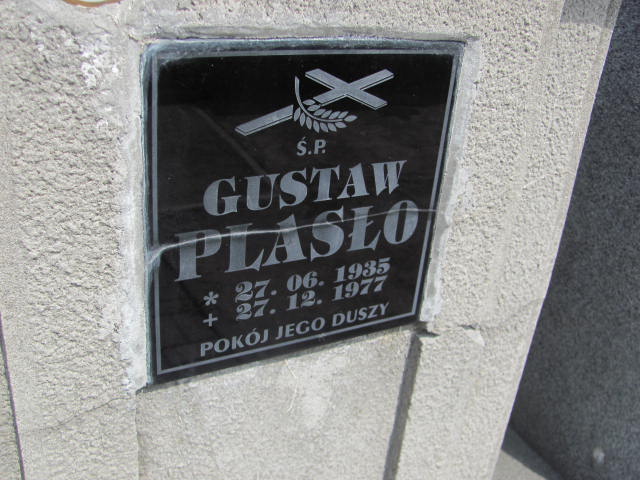 Ś.P.
GUSTAW
PLASŁO
* 27. 06. 1935
+ 27. 12. 1977
POKÓJ JEGO DUSZY